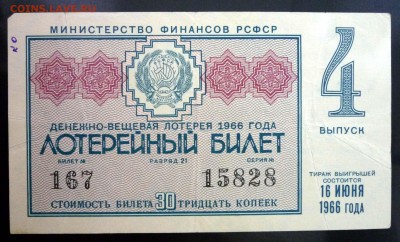 COINS.LAVE.RU
МИНИСТЕРСТВО ФИНАНСОВ РСФСР
4
ВЫПУСК
ДЕНЕЖНО-ВЕЩЕВАЯ ЛОТЕРЕЯ 1966 ГОДА
ЛОТЕРЕЙНЫЙ БИЛЕТ
БИЛЕТ № РАЗРЯД 21 СЕРИЯ №
167 15828
СТОИМОСТЬ БИЛЕТА 30 ТРИДЦАТЬ КОПЕЕК
ТИРАЖ ВЫИГРЫШЕЙ
СОСТОИТСЯ
16 ИЮНЯ
1966 ГОДА